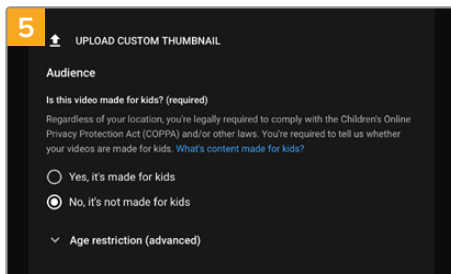 5
UPLOAD CUSTOM THUMBNAIL
Audience
Is this video made for kids? (required)
Regardless of your location, you're legally required to comply with the Children's Online
Privacy Protection Act (COPPA) and/or other laws. You're required to tell us whether
your videos are made for kids. What's content made for kids?
Yes, it's made for kids
No, it's not made for kids
Age restriction (advanced)